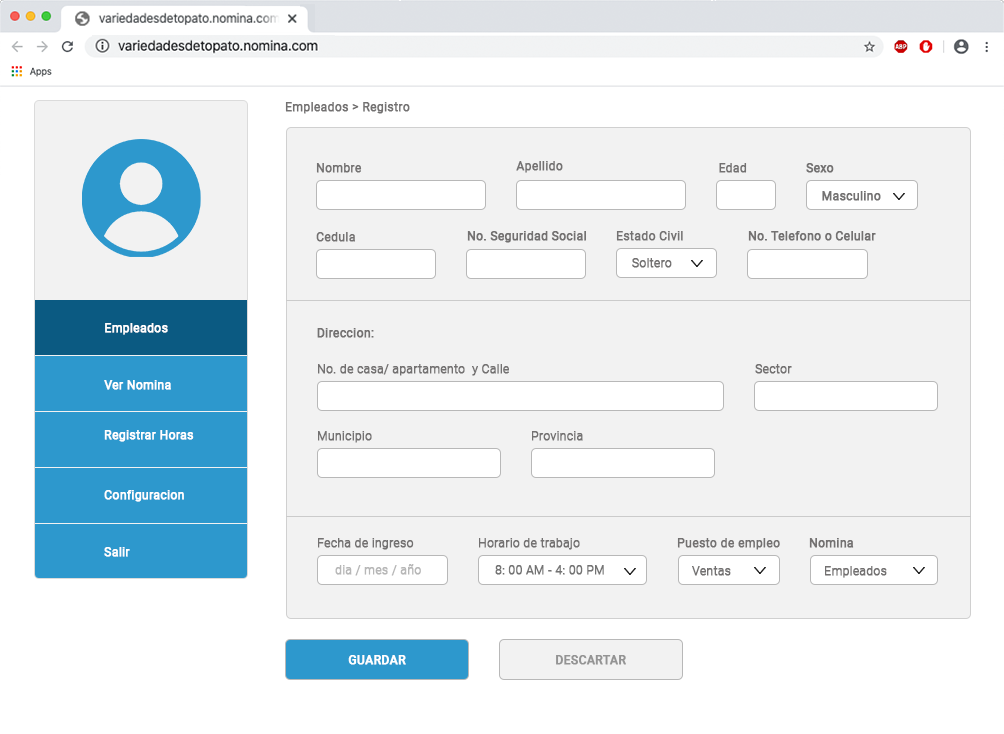 variedadesdetopato.nomina.com
variedadesdetopato.nomina.com
ABP
Apps
Empleados > Registro
Nombre
Apellido
Edad
Sexo
Masculino
Cedula
No. Seguridad Social
Estado Civil
No. Telefono o Celular
Soltero
Direccion:
No. de casa/ apartamento y Calle
Sector
Municipio
Provincia
Fecha de ingreso
Horario de trabajo
Puesto de empleo
Nomina
dia / mes / año
8: 00 AM - 4: 00 PM
Ventas
Empleados
GUARDAR
DESCARTAR
Empleados
Ver Nomina
Registrar Horas
Configuracion
Salir